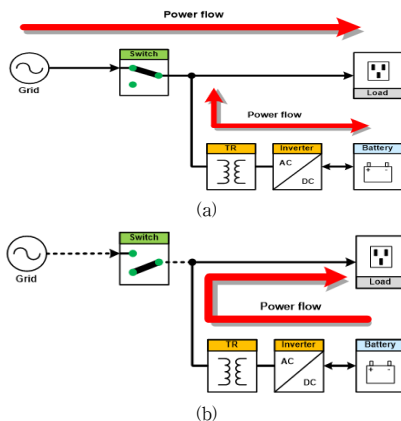 Power flow
Switch
Grid
Load
Power flow
TR
Inverter
Battery
AC
DC
(a)
Switch
Grid
Load
Power flow
TR
Inverter
Battery
AC
DC
(b)